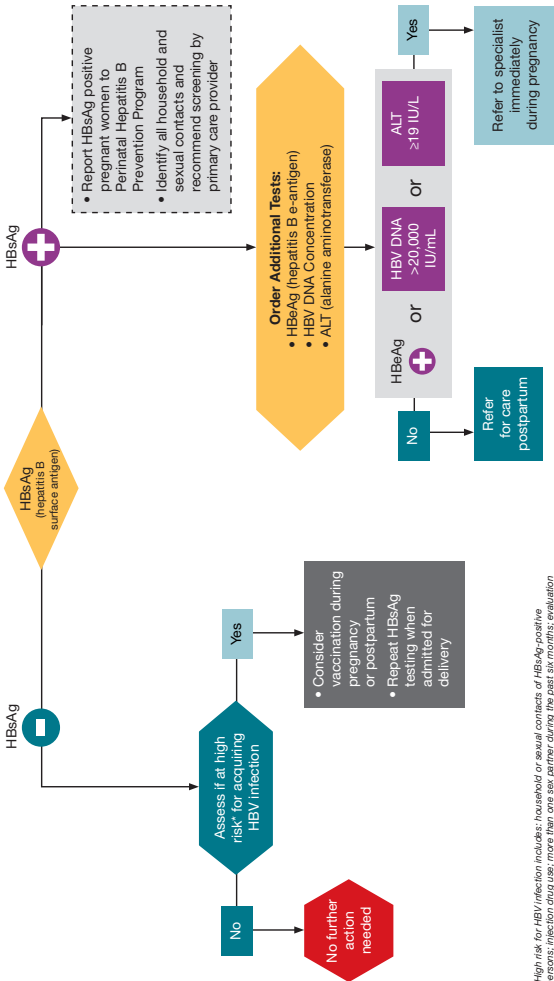 HBsAg
(hepatitis B
surface antigen)
HBsAg
HBsAg
Assess if at high
risk* for acquiring
HBV infection
No
Yes
No further
action
needed
• Consider
vaccination during
pregnancy
or postpartum
• Repeat HBsAg
testing when
admitted for
delivery
• Report HBsAg positive
pregnant women to
Perinatal Hepatitis B
Prevention Program
• Identify all household and
sexual contacts and
recommend screening by
primary care provider
Order Additional Tests:
• HBeAg (hepatitis B e-antigen)
• HBV DNA Concentration
• ALT (alanine aminotransferase)
HBeAg
or
HBV DNA
>20,000
IU/mL
or
ALT
≥19 IU/L
No
Yes
Refer
for care
postpartum
Refer to specialist
immediately
during pregnancy
High risk for HBV infection includes: household or sexual contacts of HBsAg-positive
ersons; injection drug use; more than one sex partner during the past six months; evaluation